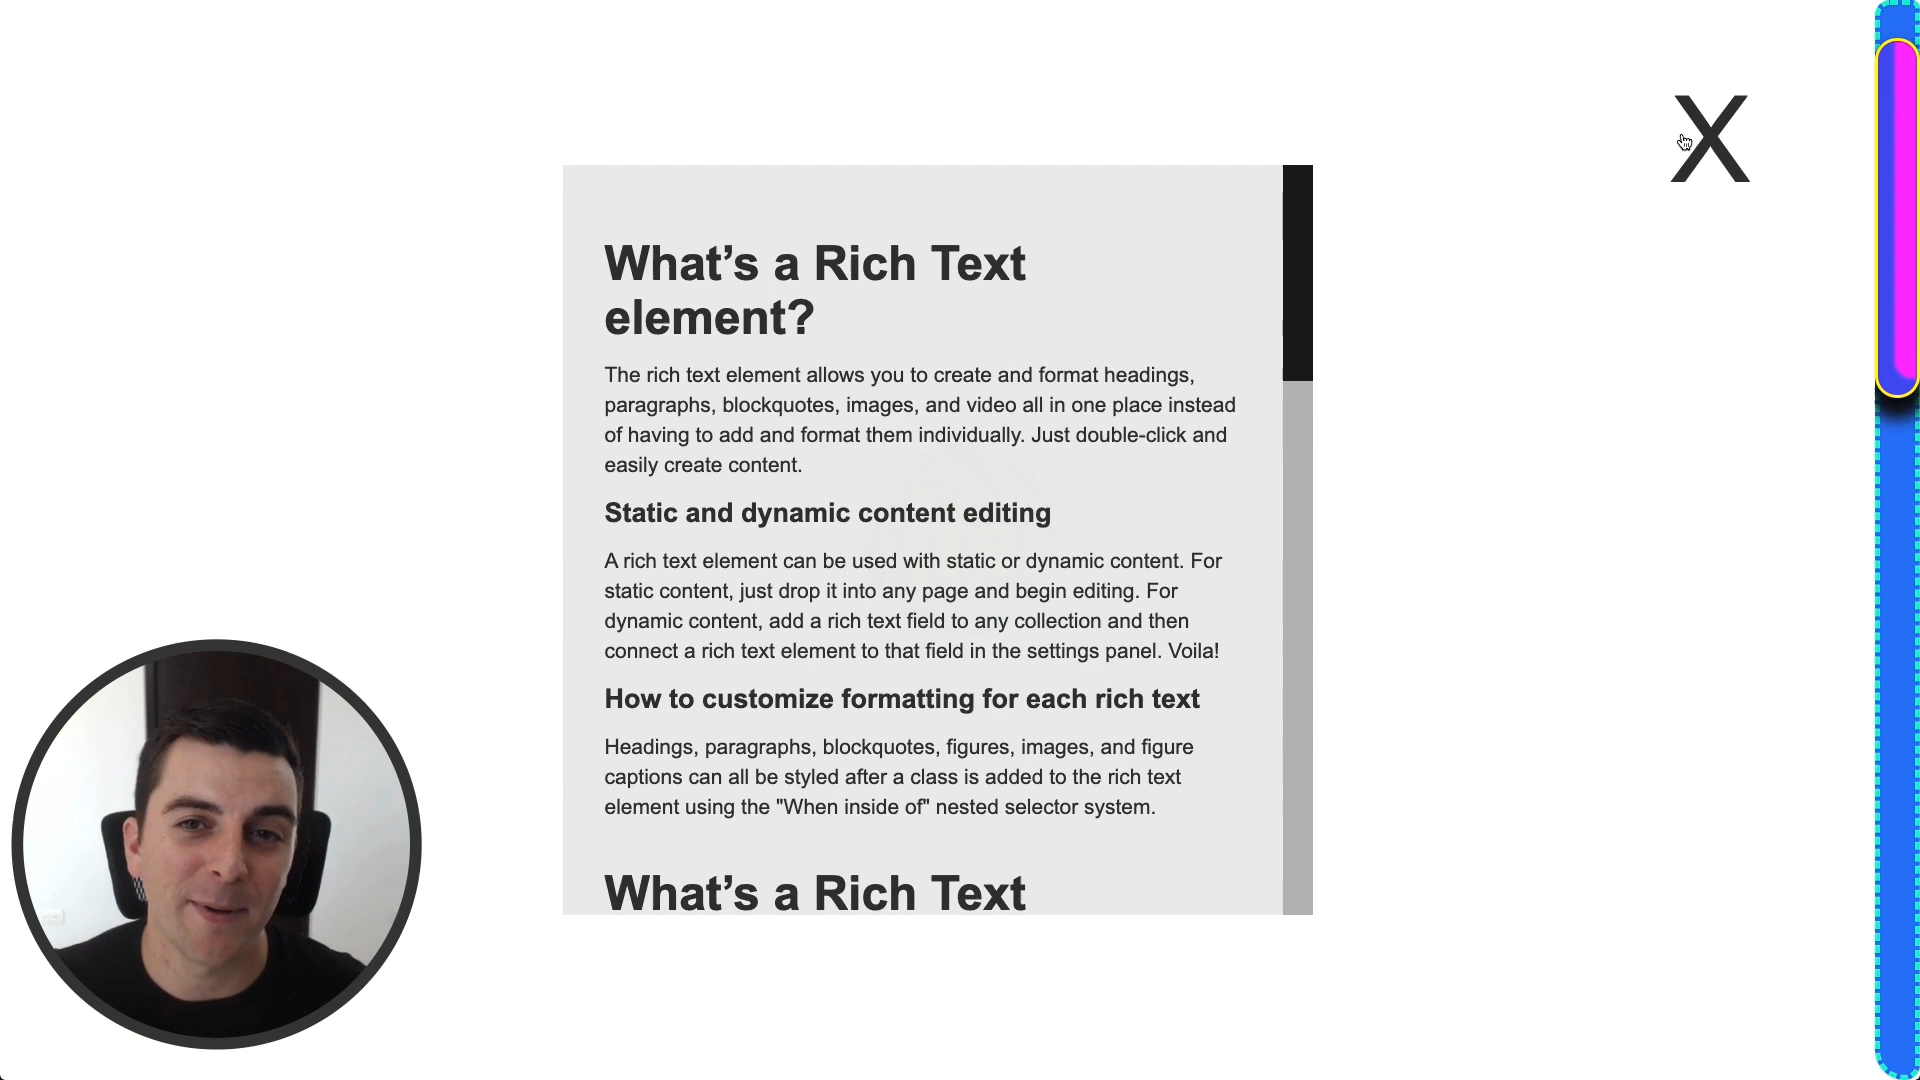 X
What’s a Rich Text
element?
The rich text element allows you to create and format headings,
paragraphs, blockquotes, images, and video all in one place instead
of having to add and format them individually. Just double-click and
easily create content.
Static and dynamic content editing
A rich text element can be used with static or dynamic content. For
static content, just drop it into any page and begin editing. For
dynamic content, add a rich text field to any collection and then
connect a rich text element to that field in the settings panel. Voila!
How to customize formatting for each rich text
Headings, paragraphs, blockquotes, figures, images, and figure
captions can all be styled after a class is added to the rich text
element using the "When inside of" nested selector system.
What’s a Rich Text